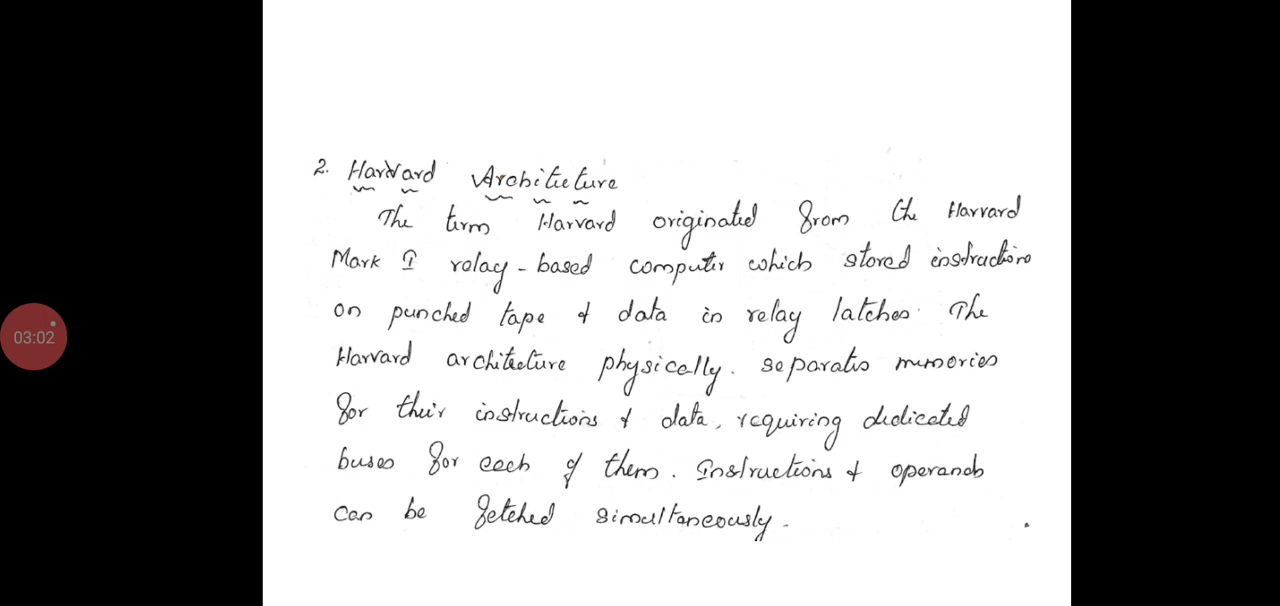 2. Harvard Architecture
The term Harvard originated from the Harvard
Mark I relay-based computer which stored instructions
on punched tape & data in relay latches. The
Harvard architecture physically. separates memories
for their instructions & data, requiring dedicated
buses for each of them. Instructions & operands
can be fetched simultaneously.
03:02